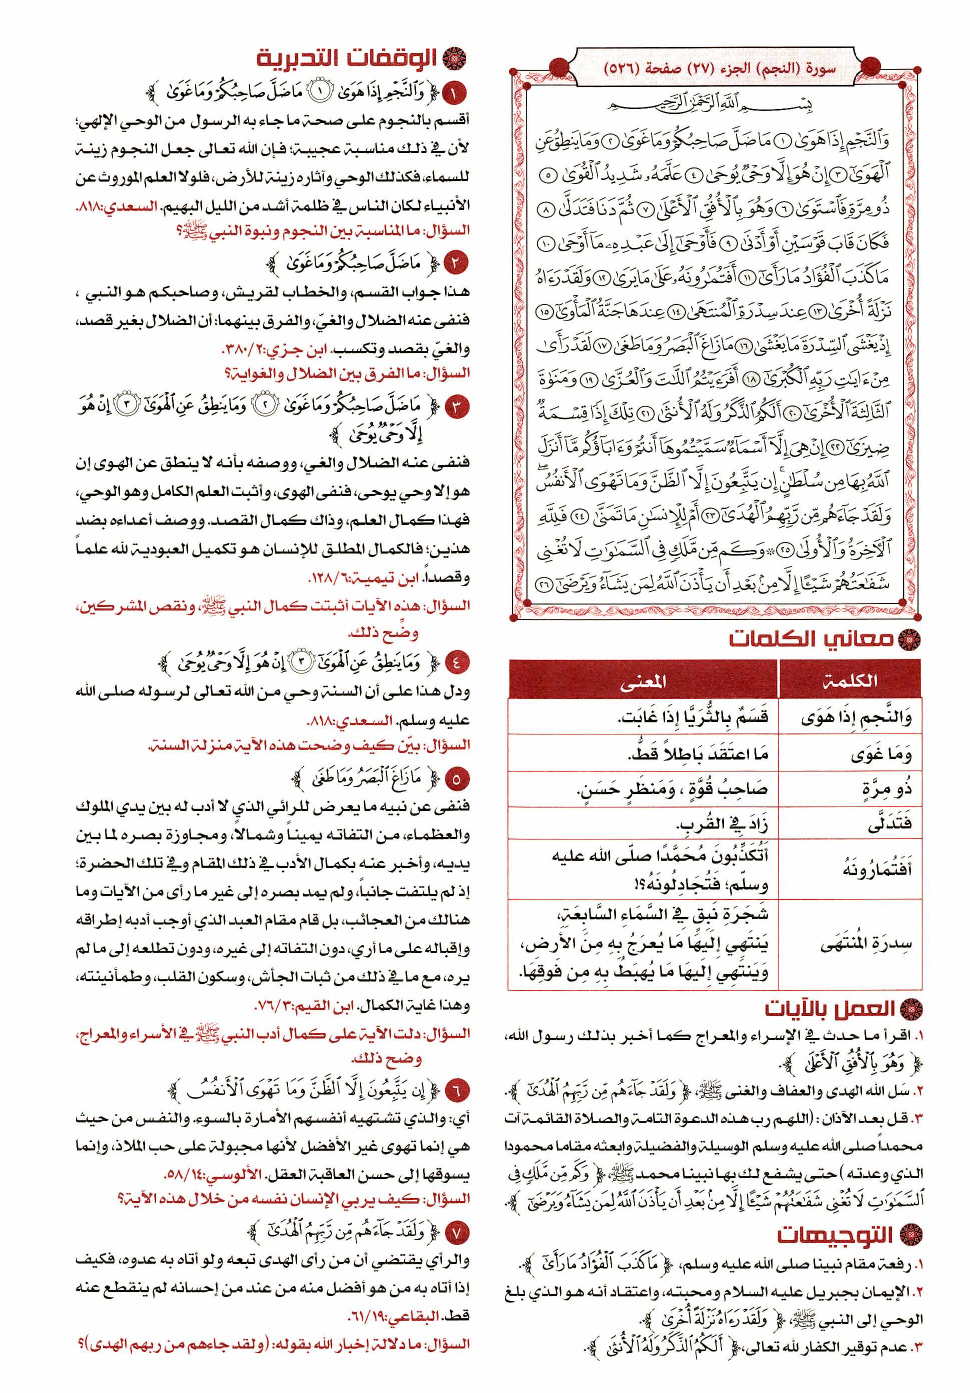 سورة (النجم) الجزء (٢٧) صفحة (٥٢٦)
بِسْمِ ٱللَّهِ ٱلرَّحْمَٰنِ ٱلرَّحِيمِ
وَٱلنَّجْمِ إِذَا هَوَىٰ ١ مَا ضَلَّ صَاحِبُكُمْ وَمَا غَوَىٰ ٢ وَمَا يَنطِقُ عَنِ
ٱلْهَوَىٰٓ ٣ إِنْ هُوَ إِلَّا وَحْىٌ يُوحَىٰ ٤ عَلَّمَهُۥ شَدِيدُ ٱلْقُوَىٰ ٥
ذُو مِرَّةٍ فَٱسْتَوَىٰ ٦ وَهُوَ بِٱلْأُفُقِ ٱلْأَعْلَىٰ ٧ ثُمَّ دَنَا فَتَدَلَّىٰ ٨
فَكَانَ قَابَ قَوْسَيْنِ أَوْ أَدْنَىٰ ٩ فَأَوْحَىٰٓ إِلَىٰ عَبْدِهِۦ مَآ أَوْحَىٰ ١٠
مَا كَذَبَ ٱلْفُؤَادُ مَا رَأَىٰٓ ١١ أَفَتُمَٰرُونَهُۥ عَلَىٰ مَا يَرَىٰ ١٢ وَلَقَدْ رَءَاهُ
نَزْلَةً أُخْرَىٰ ١٣ عِندَ سِدْرَةِ ٱلْمُنتَهَىٰ ١٤ عِندَهَا جَنَّةُ ٱلْمَأْوَىٰٓ ١٥
إِذْ يَغْشَى ٱلسِّدْرَةَ مَا يَغْشَىٰ ١٦ مَا زَاغَ ٱلْبَصَرُ وَمَا طَغَىٰ ١٧ لَقَدْ رَأَىٰ
مِنْ ءَايَٰتِ رَبِّهِ ٱلْكُبْرَىٰٓ ١٨ أَفَرَءَيْتُمُ ٱللَّٰتَ وَٱلْعُزَّىٰ ١٩ وَمَنَوٰةَ
ٱلثَّالِثَةَ ٱلْأُخْرَىٰٓ ٢٠ أَلَكُمُ ٱلذَّكَرُ وَلَهُ ٱلْأُنثَىٰ ٢١ تِلْكَ إِذًا قِسْمَةٌ
ضِيزَىٰٓ ٢٢ إِنْ هِىَ إِلَّآ أَسْمَآءٌ سَمَّيْتُمُوهَآ أَنتُمْ وَءَابَآؤُكُم مَّآ أَنزَلَ
ٱللَّهُ بِهَا مِن سُلْطَٰنٍ ۚ إِن يَتَّبِعُونَ إِلَّا ٱلظَّنَّ وَمَا تَهْوَى ٱلْأَنفُسُ ۖ
وَلَقَدْ جَآءَهُم مِّن رَّبِّهِمُ ٱلْهُدَىٰٓ ٢٣ أَمْ لِلْإِنسَٰنِ مَا تَمَنَّىٰ ٢٤ فَلِلَّهِ
ٱلْءَاخِرَةُ وَٱلْأُولَىٰ ٢٥ ۞ وَكَم مِّن مَّلَكٍ فِى ٱلسَّمَٰوَٰتِ لَا تُغْنِى
شَفَٰعَتُهُمْ شَيْـًٔا إِلَّا مِنۢ بَعْدِ أَن يَأْذَنَ ٱللَّهُ لِمَن يَشَآءُ وَيَرْضَىٰٓ ٢٦
معاني الكلمات
الكلمة المعنى
وَالنَّجمِ إِذَا هَوَى قَسَمٌ بِالثُّرَيَّا إِذَا غَابَت.
وَمَا غَوَى مَا اعتَقَدَ بَاطِلاً قَطُّ.
ذُو مِرَّةٍ صَاحِبُ قُوَّةٍ ، وَمَنظَرٍ حَسَنٍ.
فَتَدَلَّى زَادَ فِي القُربِ.
أَفَتُمَارُونَهُ أَتُكَذِّبُونَ مُحَمَّدًا صلّى الله عليه
وسلّم؛ فَتُجَادِلُونَهُ؟!
سِدرَةِ المُنتَهَى شَجَرَةِ نَبِقٍ فِي السَّمَاءِ السَّابِعَةِ،
يَنتَهِي إِلَيهَا مَا يُعرَجُ بِهِ مِنَ الأَرضِ،
وَيَنتَهِي إِلَيهَا مَا يُهبَطُ بِهِ مِن فَوقِهَا.
العمل بالآيات
١. اقرأ ما حدث في الإسراء والمعراج كما أخبر بذلك رسول الله،
﴿ وَهُوَ بِٱلْأُفُقِ ٱلْأَعْلَىٰ ﴾.
٢. سَل الله الهدى والعفاف والغنى ﷺ، ﴿ وَلَقَدْ جَآءَهُم مِّن رَّبِّهِمُ ٱلْهُدَىٰٓ ﴾.
٣. قل بعد الآذان :(اللهم رب هذه الدعوة التامة والصلاة القائمة آت
محمداً صلى الله عليه وسلم الوسيلة والفضيلة وابعثه مقاما محمودا
الذي وعدته )حتى يشفع لك بها نبينا محمد ﷺ، ﴿ وَكَم مِّن مَّلَكٍ فِى
ٱلسَّمَٰوَٰتِ لَا تُغْنِى شَفَٰعَتُهُمْ شَيْـًٔا إِلَّا مِنۢ بَعْدِ أَن يَأْذَنَ ٱللَّهُ لِمَن يَشَآءُ وَيَرْضَىٰٓ ﴾.
التوجيهات
١. رفعة مقام نبينا صلى الله عليه وسلم، ﴿ مَا كَذَبَ ٱلْفُؤَادُ مَا رَأَىٰٓ ﴾.
٢. الإيمان بجبريل عليه السلام ومحبته، واعتقاد أنه هو الذي بلغ
الوحي إلى النبي ﷺ، ﴿ وَلَقَدْ رَءَاهُ نَزْلَةً أُخْرَىٰ ﴾.
٣. عدم توقير الكفار لله تعالى، ﴿ أَلَكُمُ ٱلذَّكَرُ وَلَهُ ٱلْأُنثَىٰ ﴾.
الوقفات التدبرية
١ ﴿ وَٱلنَّجْمِ إِذَا هَوَىٰ ١ مَا ضَلَّ صَاحِبُكُمْ وَمَا غَوَىٰ ﴾
أقسم بالنجوم على صحة ما جاء به الرسول من الوحي الإلهي؛
لأن في ذلك مناسبة عجيبة؛ فإن الله تعالى جعل النجوم زينة
للسماء، فكذلك الوحي وآثاره زينة للأرض، فلولا العلم الموروث عن
الأنبياء لكان الناس في ظلمة أشد من الليل البهيم. السعدي:٨١٨.
السؤال: ما المناسبة بين النجوم ونبوة النبي ﷺ؟
٢ ﴿ مَا ضَلَّ صَاحِبُكُمْ وَمَا غَوَىٰ ﴾
هذا جواب القسم، والخطاب لقريش، وصاحبكم هو النبي ،
فنفى عنه الضلال والغيّ، والفرق بينهما: أن الضلال بغير قصد،
والغيّ بقصد وتكسب. ابن جزي:٣٨٠/٢.
السؤال: ما الفرق بين الضلال والغواية؟
٣ ﴿ مَا ضَلَّ صَاحِبُكُمْ وَمَا غَوَىٰ ٢ وَمَا يَنطِقُ عَنِ ٱلْهَوَىٰٓ ٣ إِنْ هُوَ
إِلَّا وَحْىٌ يُوحَىٰ ﴾
فنفى عنه الضلال والغي، ووصفه بأنه لا ينطق عن الهوى إن
هو إلا وحي يوحى، فنفى الهوى، وأثبت العلم الكامل وهو الوحي،
فهذا كمال العلم، وذاك كمال القصد. ووصف أعداءه بضد
هذين؛ فالكمال المطلق للإنسان هو تكميل العبودية لله علماً
وقصداً. ابن تيمية:١٢٨/٦.
السؤال: هذه الآيات أثبتت كمال النبي ﷺ، ونقص المشركين،
وضّح ذلك.
٤ ﴿ وَمَا يَنطِقُ عَنِ ٱلْهَوَىٰٓ ٣ إِنْ هُوَ إِلَّا وَحْىٌ يُوحَىٰ ﴾
ودل هذا على أن السنة وحي من الله تعالى لرسوله صلى الله
عليه وسلم. السعدي:٨١٨.
السؤال: بيّن كيف وضحت هذه الآية منزلة السنة.
٥ ﴿ مَا زَاغَ ٱلْبَصَرُ وَمَا طَغَىٰ ﴾
فنفى عن نبيه ما يعرض للرائي الذي لا أدب له بين يدي الملوك
والعظماء، من التفاته يميناً وشمالاً، ومجاوزة بصره لما بين
يديه، وأخبر عنه بكمال الأدب في ذلك المقام وفي تلك الحضرة؛
إذ لم يلتفت جانباً، ولم يمد بصره إلى غير ما رأى من الآيات وما
هنالك من العجائب، بل قام مقام العبد الذي أوجب أدبه إطراقه
وإقباله على ما أري، دون التفاته إلى غيره، ودون تطلعه إلى ما لم
يره، مع ما في ذلك من ثبات الجأش، وسكون القلب، وطمأنينته،
وهذا غاية الكمال. ابن القيم:٧٦/٣.
السؤال: دلت الآية على كمال أدب النبي ﷺ في الأسراء والمعراج،
وضح ذلك.
٦ ﴿ إِن يَتَّبِعُونَ إِلَّا ٱلظَّنَّ وَمَا تَهْوَى ٱلْأَنفُسُ ﴾
أي: والذي تشتهيه أنفسهم الأمارة بالسوء. والنفس من حيث
هي إنما تهوى غير الأفضل لأنها مجبولة على حب الملاذ، وإنما
يسوقها إلى حسن العاقبة العقل. الألوسي:٥٨/١٤.
السؤال: كيف يربي الإنسان نفسه من خلال هذه الآية؟
٧ ﴿ وَلَقَدْ جَآءَهُم مِّن رَّبِّهِمُ ٱلْهُدَىٰٓ ﴾
والرأي يقتضي أن من رأى الهدى تبعه ولو أتاه به عدوه، فكيف
إذا أتاه به من هو أفضل منه من عند من إحسانه لم ينقطع عنه
قط. البقاعي:٦١/١٩.
السؤال: ما دلالة إخبار الله بقوله: (ولقد جاءهم من ربهم الهدى)؟